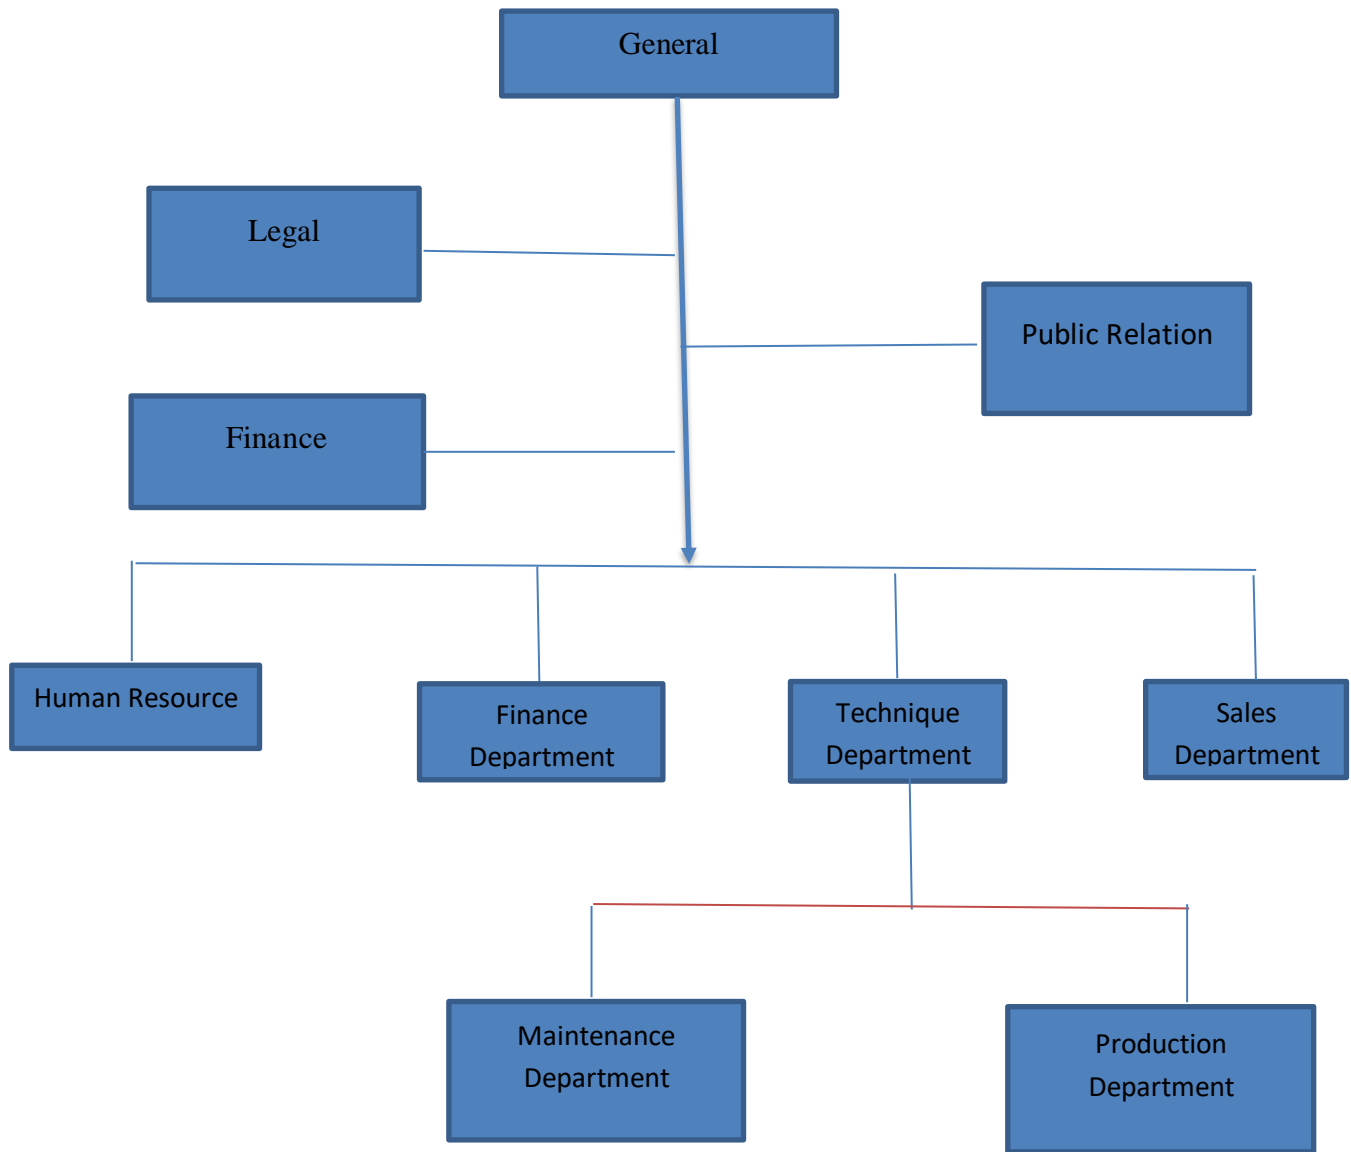 General
Legal
Public Relation
Finance
Human Resource
Finance
Department
Technique
Department
Sales
Department
Maintenance
Department
Production
Department